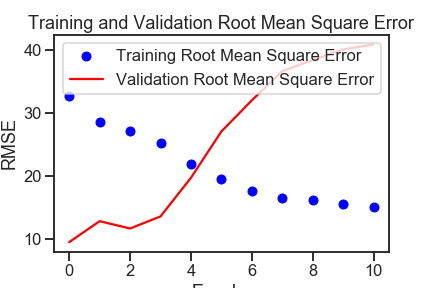 Training and Validation Root Mean Square Error
40
Training Root Mean Square Error
Validation Root Mean Square Error
30
RMSE
20
10
0 2 4 6 8 10